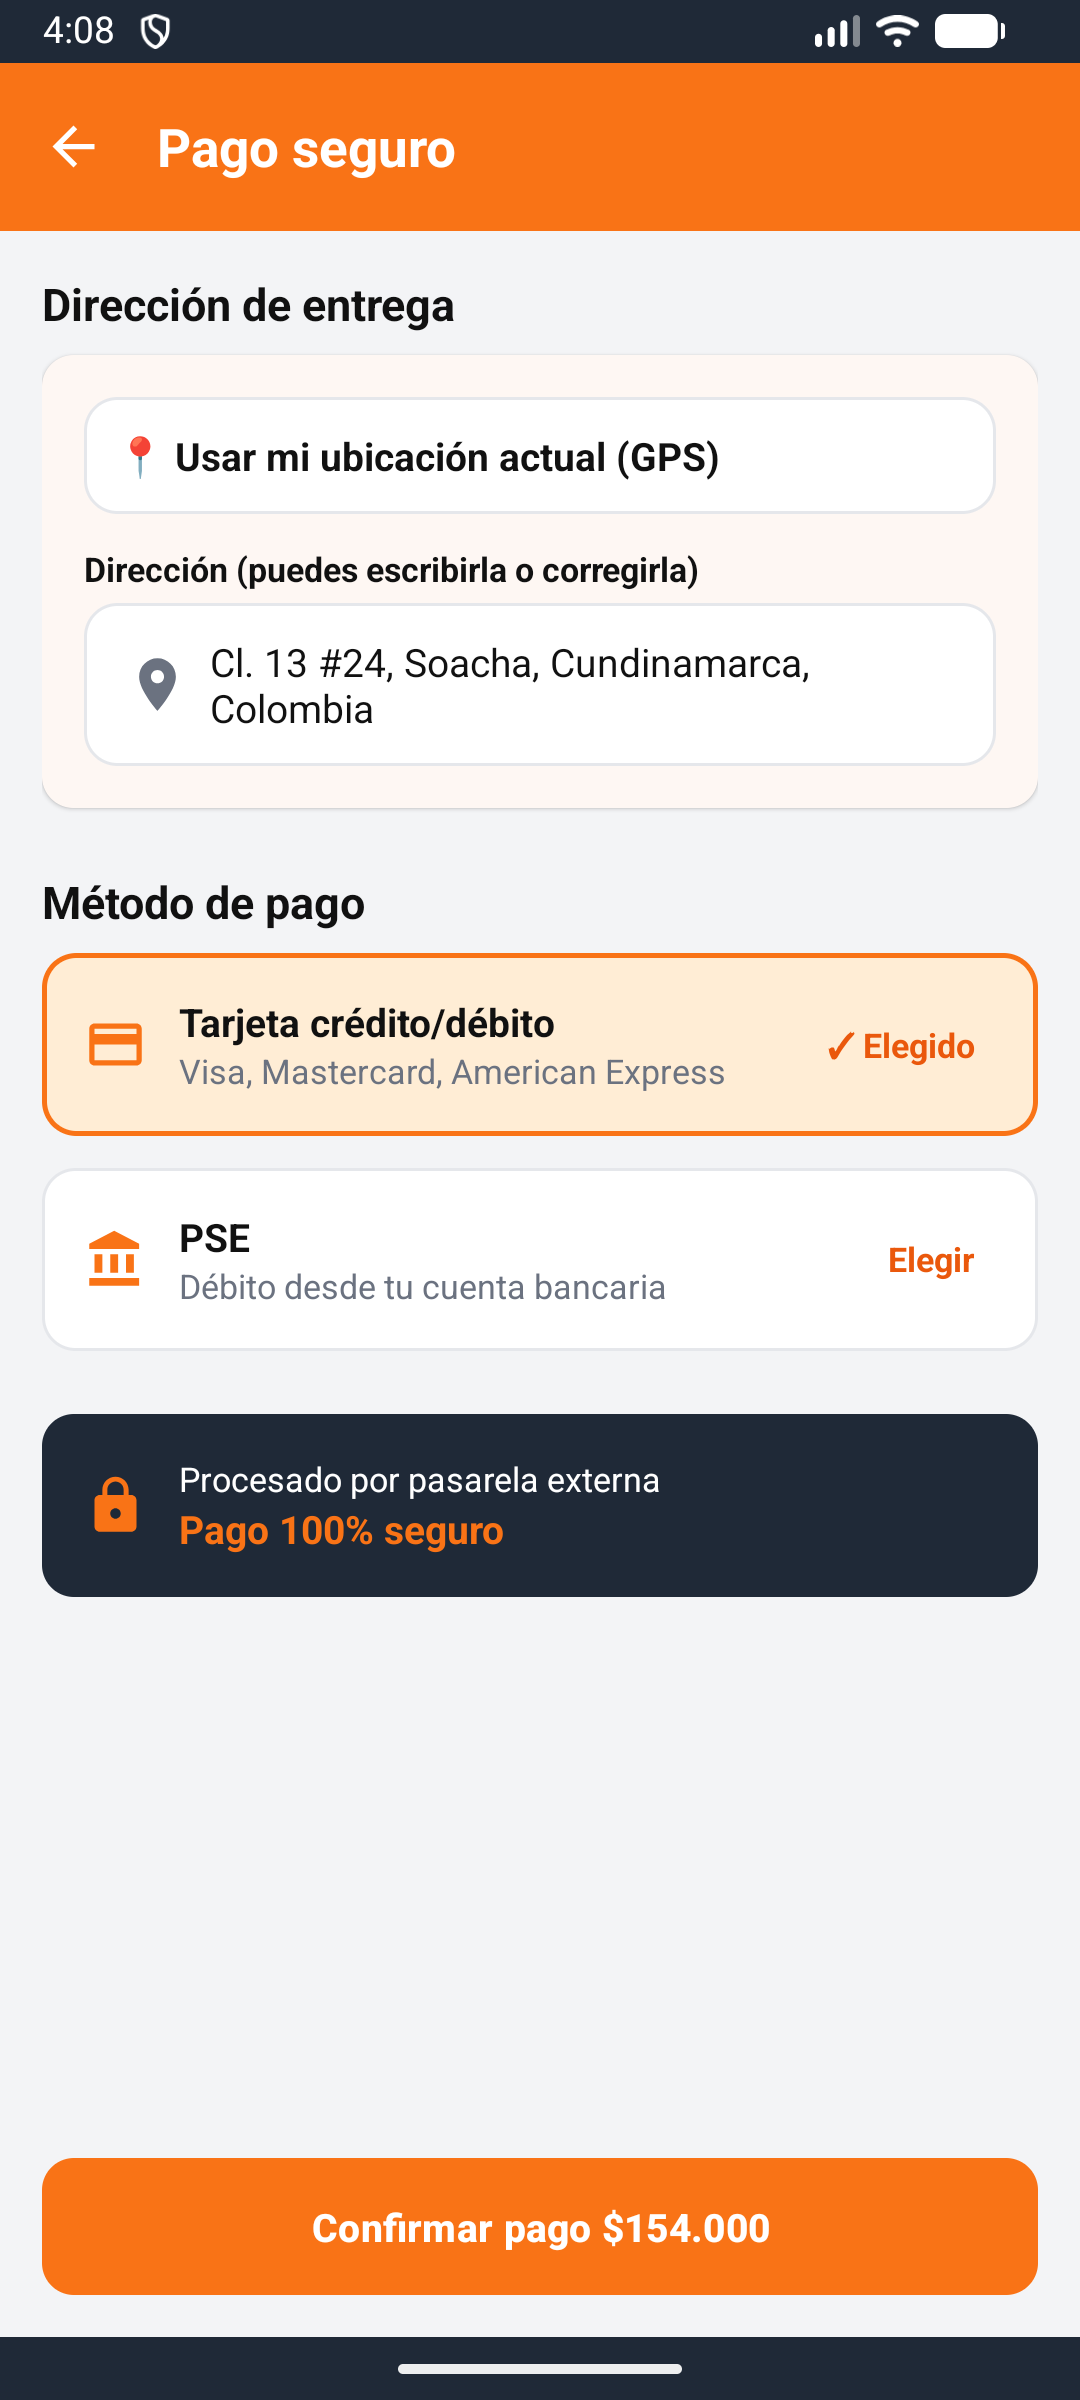 4:08
Pago seguro
Dirección de entrega
📍 Usar mi ubicación actual (GPS)
Dirección (puedes escribirla o corregirla)
Cl. 13 #24, Soacha, Cundinamarca,
Colombia
Método de pago
Tarjeta crédito/débito
Visa, Mastercard, American Express
✓ Elegido
PSE
Débito desde tu cuenta bancaria
Elegir
Procesado por pasarela externa
Pago 100% seguro
Confirmar pago $154.000